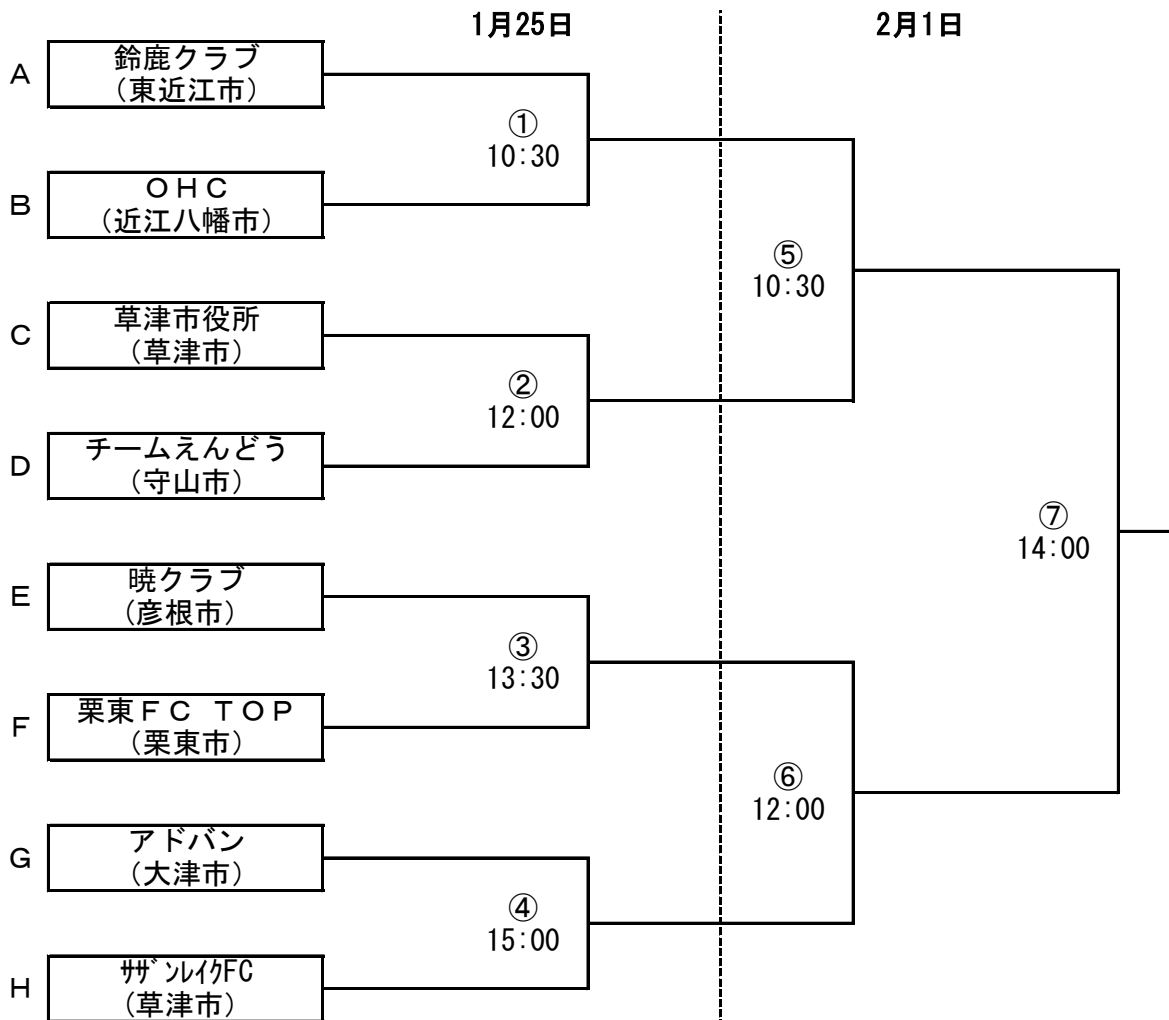 1月25日
2月1日
A
鈴鹿クラブ
(東近江市)
①
10:30
B
OHC
(近江八幡市)
⑤
10:30
C
草津市役所
(草津市)
②
12:00
D
チームえんどう
(守山市)
⑦
14:00
E
暁クラブ
(彦根市)
③
13:30
F
栗東FC TOP
(栗東市)
⑥
12:00
G
アドバン
(大津市)
④
15:00
H
ｻｻﾞﾝﾚｲｸFC
(草津市)